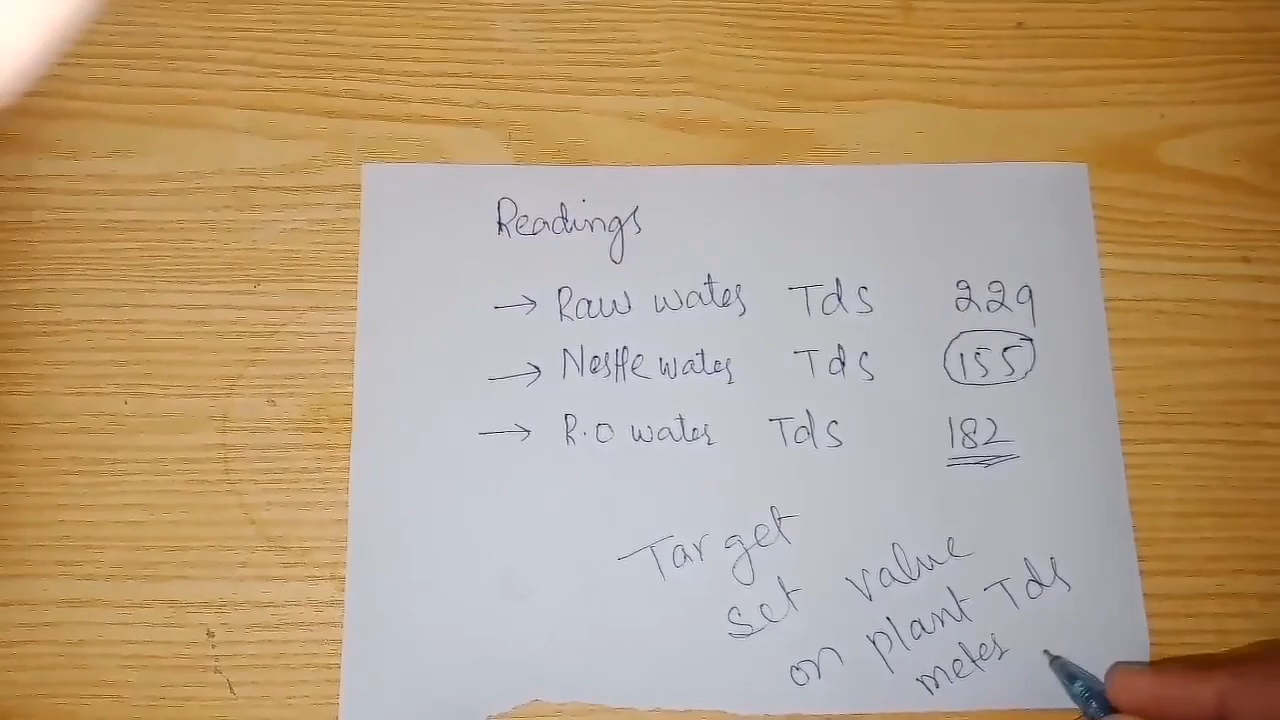 Readings
→ Raw water Tds 229
→ Nestle water Tds 155
→ R.O water Tds 182
Target
set value
on plant Tds
meter